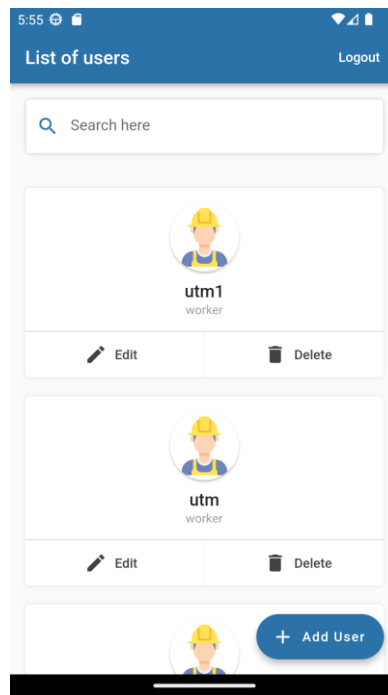 5:55
List of users
Logout
Search here
utm1
worker
Edit
Delete
utm
worker
Edit
Delete
+ Add User